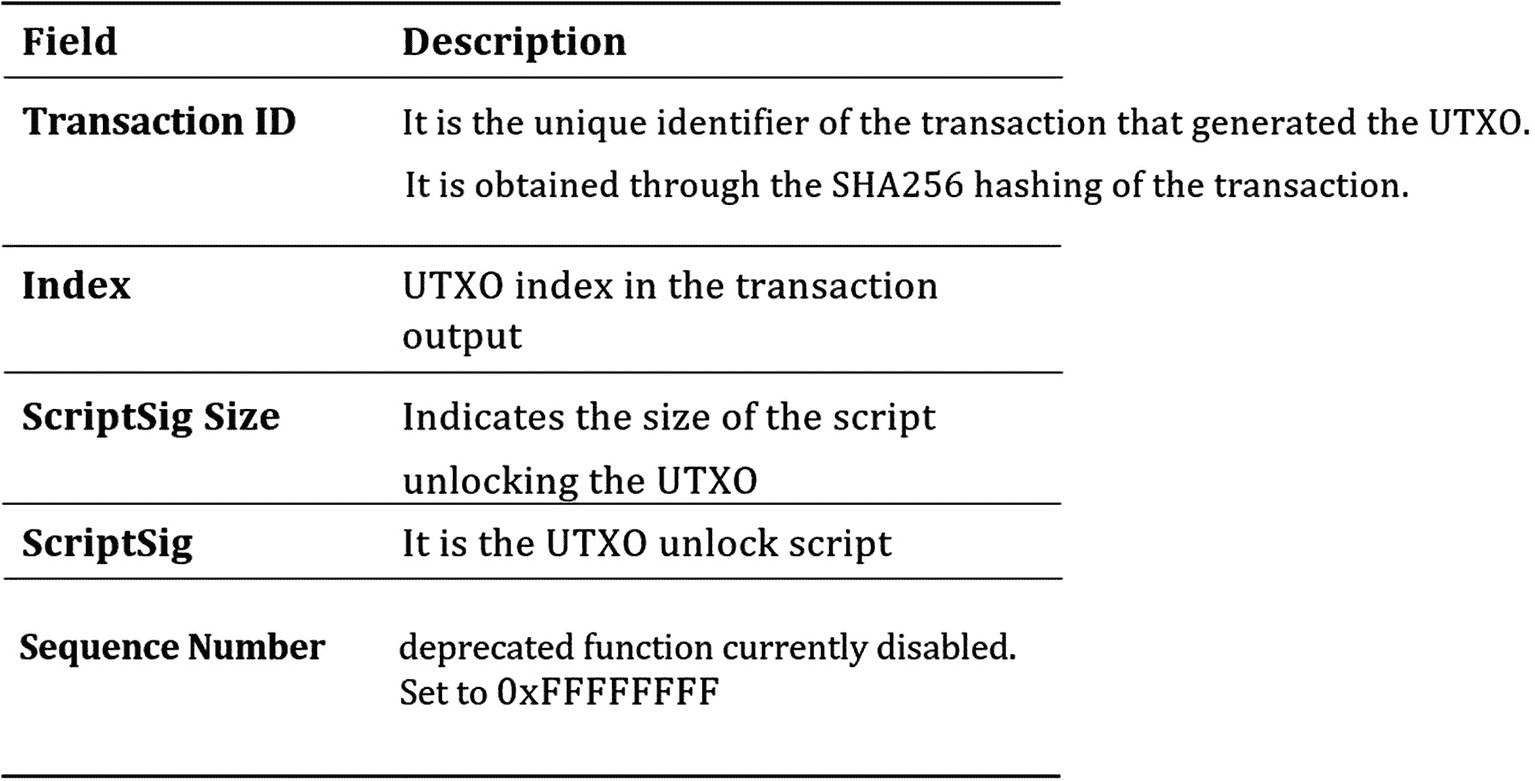 Field Description
Transaction ID It is the unique identifier of the transaction that generated the UTXO.
It is obtained through the SHA256 hashing of the transaction.
Index UTXO index in the transaction
output
ScriptSig Size Indicates the size of the script
unlocking the UTXO
ScriptSig It is the UTXO unlock script
Sequence Number deprecated function currently disabled.
Set to 0xFFFFFFFF